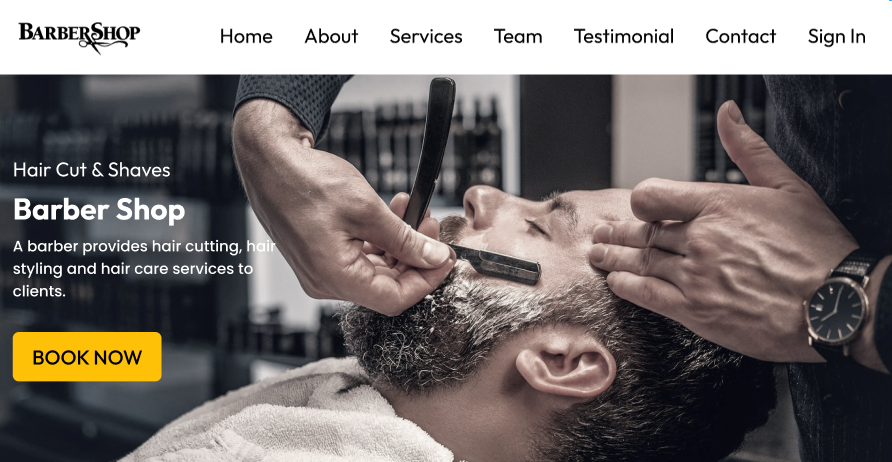 BARBERSHOP
Home About Services Team Testimonial Contact Sign In
Hair Cut & Shaves
Barber Shop
A barber provides hair cutting, hair
styling and hair care services to
clients.
BOOK NOW